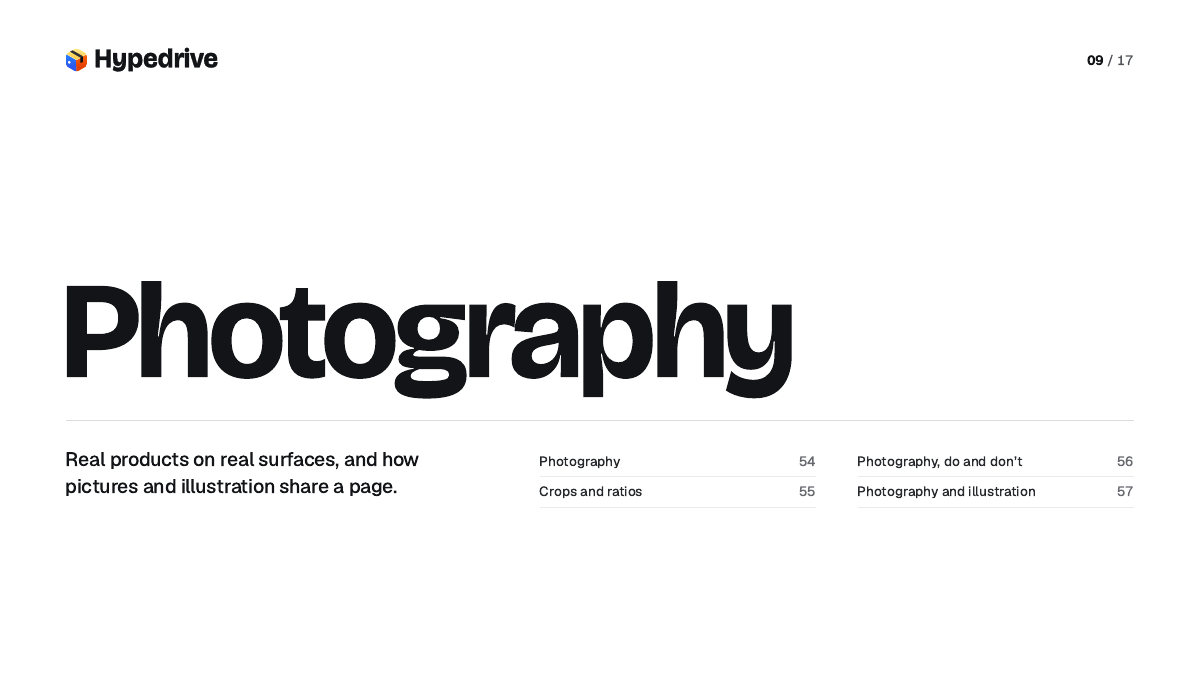 Hypedrive
09 / 17
Photography
Real products on real surfaces, and how
pictures and illustration share a page.
Photography 54
Crops and ratios 55
Photography, do and don't 56
Photography and illustration 57